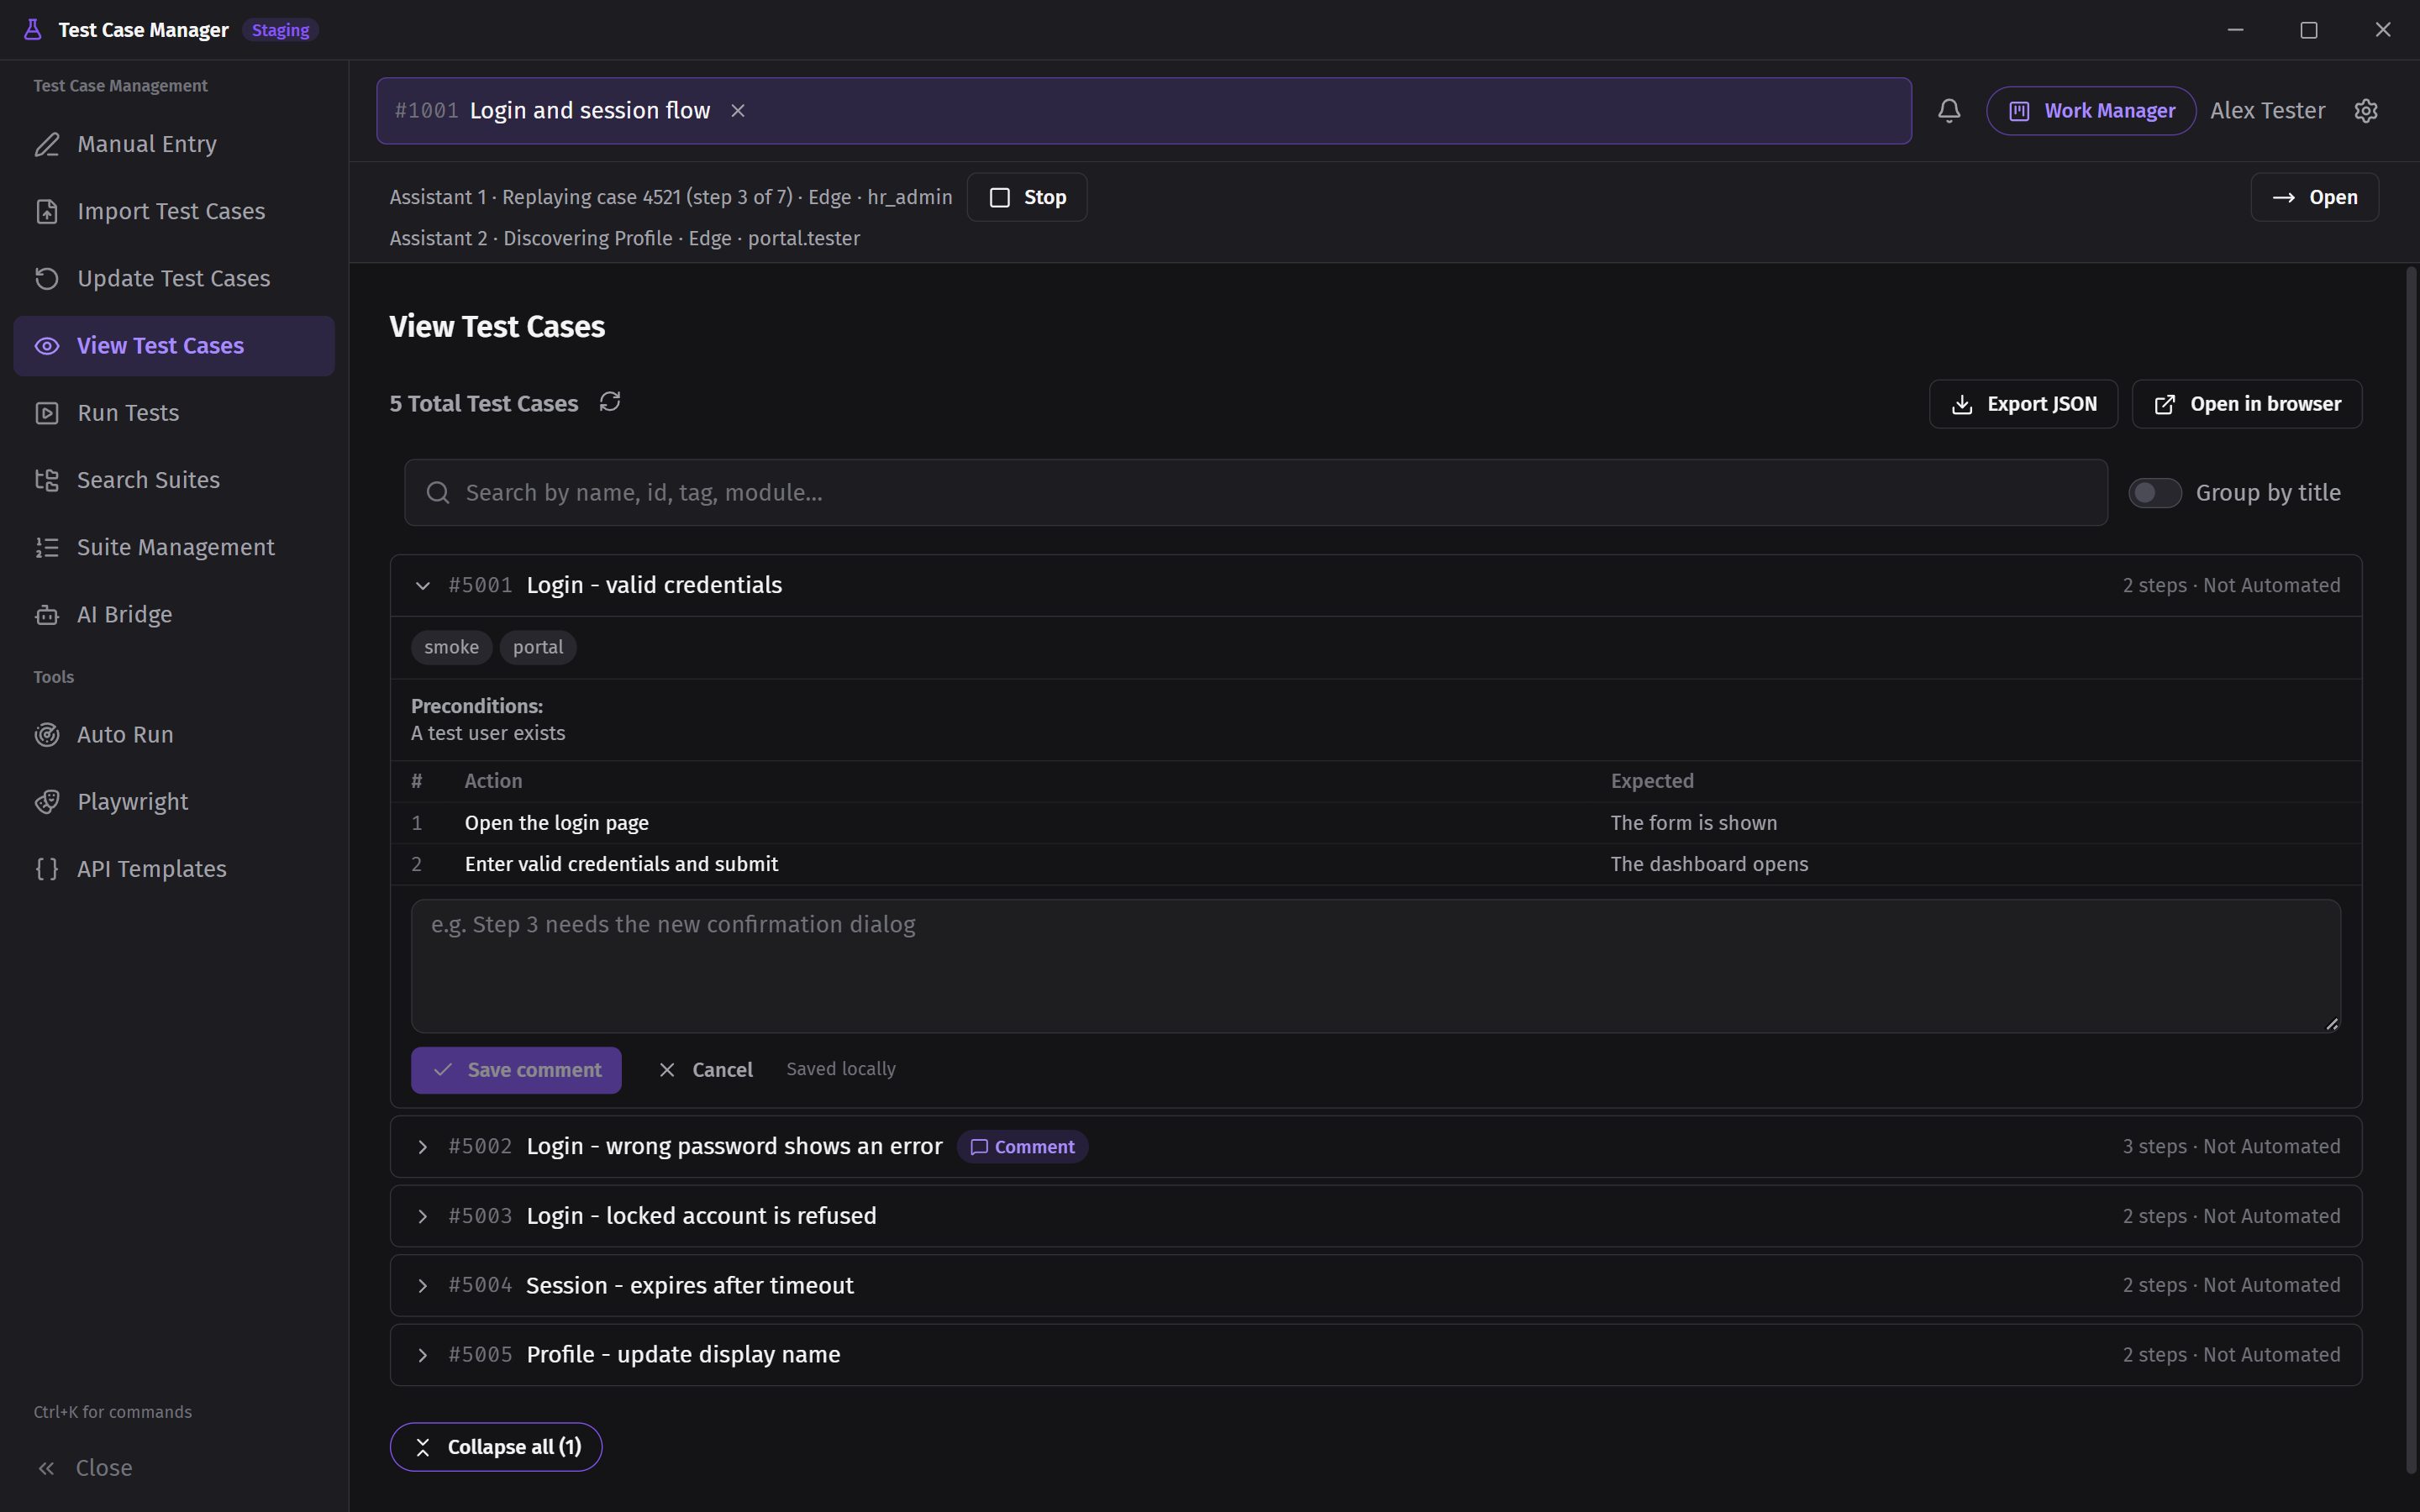 Test Case Manager Staging
Test Case Management
Manual Entry
Import Test Cases
Update Test Cases
View Test Cases
Run Tests
Search Suites
Suite Management
AI Bridge
Tools
Auto Run
Playwright
API Templates
Ctrl+K for commands
Close
#1001 Login and session flow
Work Manager
Alex Tester
Assistant 1 · Replaying case 4521 (step 3 of 7) · Edge · hr_admin Stop Open
Assistant 2 · Discovering Profile · Edge · portal.tester
View Test Cases
5 Total Test Cases Export JSON Open in browser
Search by name, id, tag, module... Group by title
#5001 Login - valid credentials 2 steps · Not Automated
smoke portal
Preconditions:
A test user exists
# Action Expected
1 Open the login page The form is shown
2 Enter valid credentials and submit The dashboard opens
e.g. Step 3 needs the new confirmation dialog
Save comment Cancel Saved locally
#5002 Login - wrong password shows an error Comment 3 steps · Not Automated
#5003 Login - locked account is refused 2 steps · Not Automated
#5004 Session - expires after timeout 2 steps · Not Automated
#5005 Profile - update display name 2 steps · Not Automated
Collapse all (1)